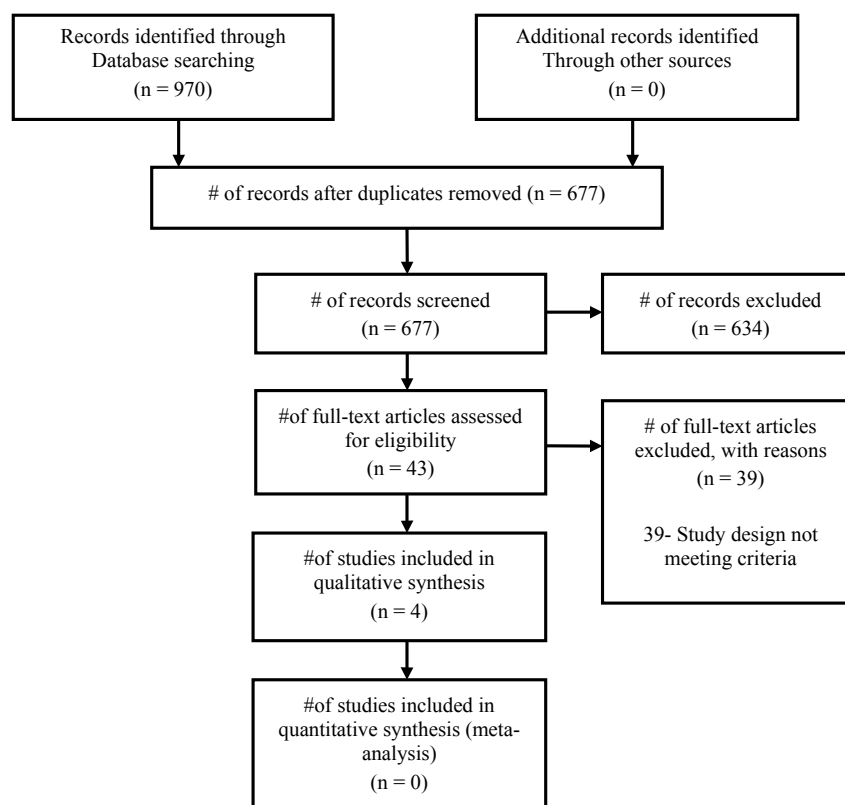 Records identified through
Database searching
(n = 970)
Additional records identified
Through other sources
(n = 0)
# of records after duplicates removed (n = 677)
# of records screened
(n = 677)
# of records excluded
(n = 634)
#of full-text articles assessed
for eligibility
(n = 43)
# of full-text articles
excluded, with reasons
(n = 39)
39- Study design not
meeting criteria
#of studies included in
qualitative synthesis
(n = 4)
#of studies included in
quantitative synthesis (meta-
analysis)
(n = 0)